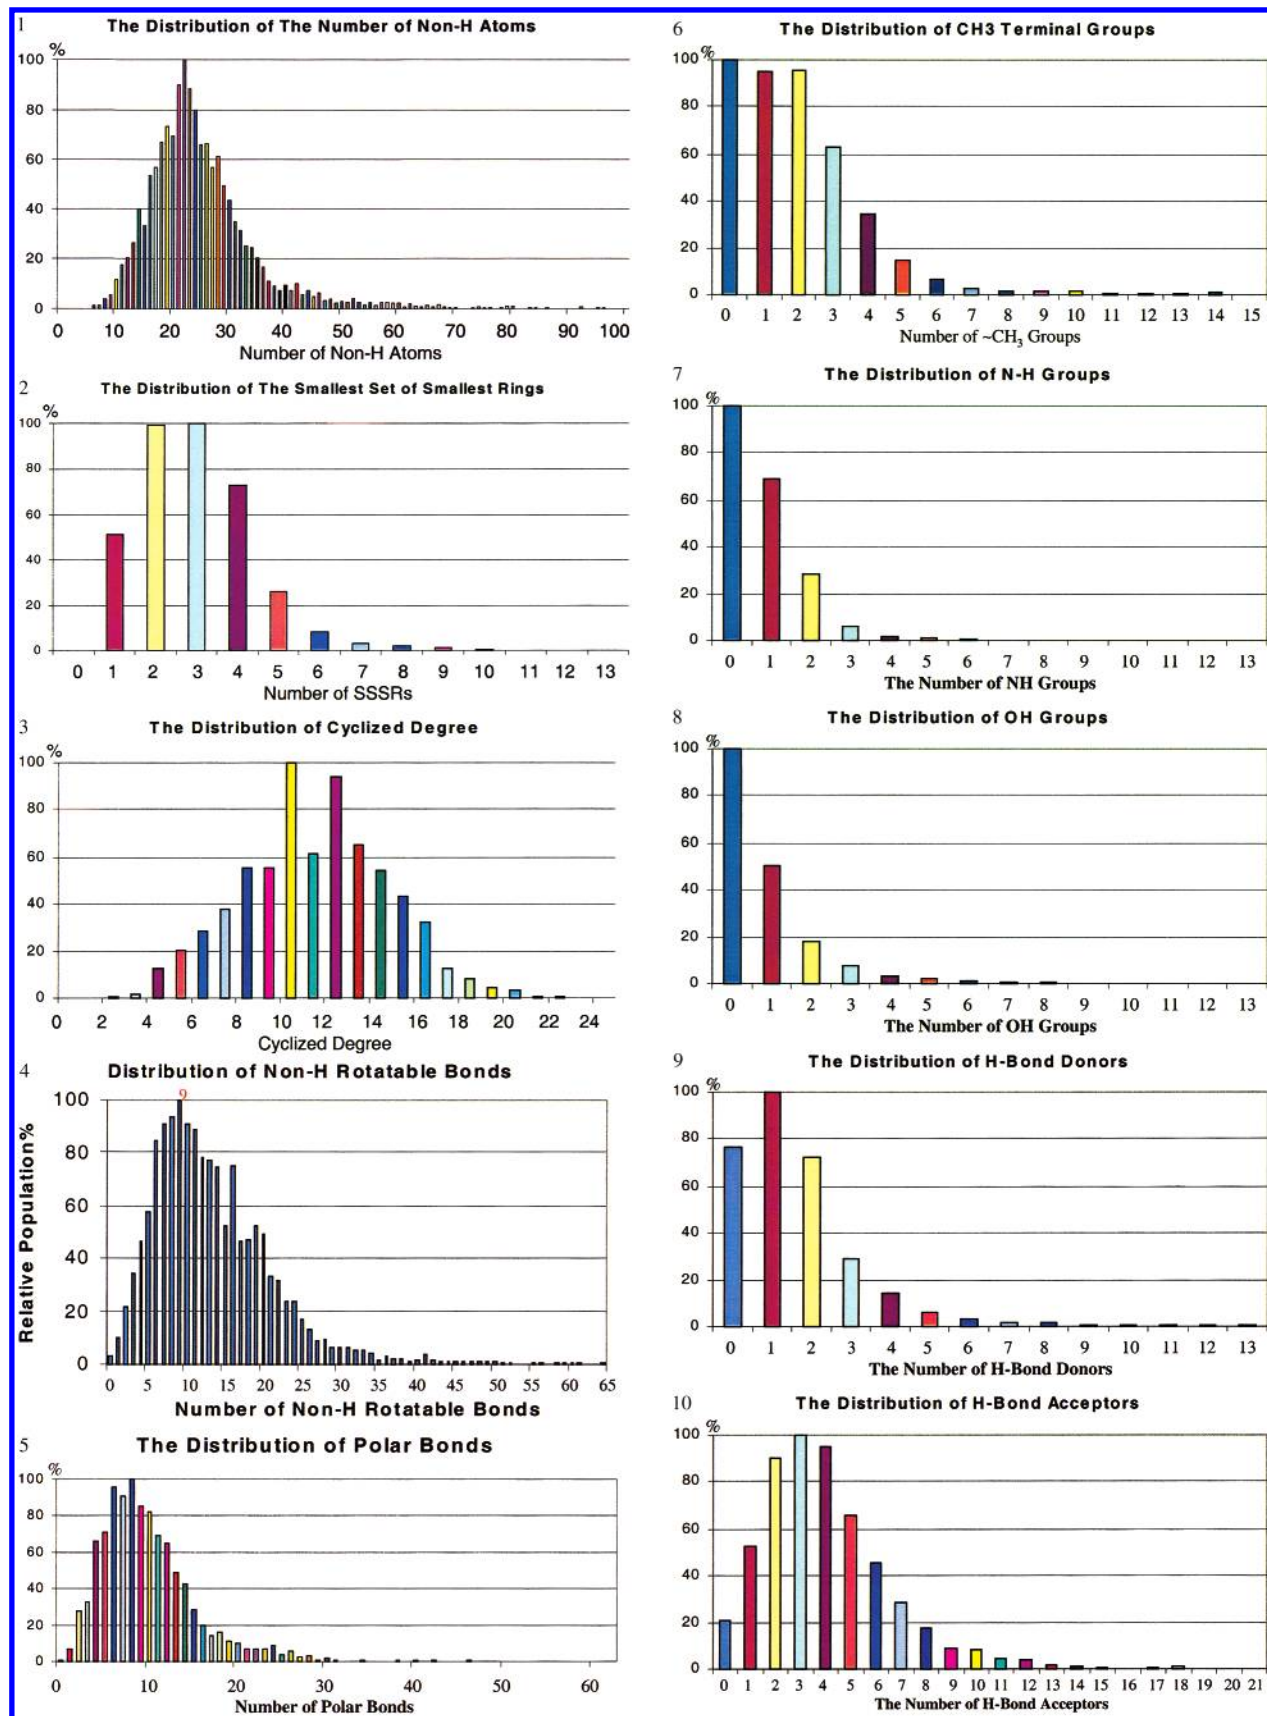 1
The Distribution of The Number of Non-H Atoms
%
100
80
60
40
20
0
0 10 20 30 40 50 60 70 80 90 100
Number of Non-H Atoms
2
The Distribution of The Smallest Set of Smallest Rings
%
100
80
60
40
20
0
0 1 2 3 4 5 6 7 8 9 10 11 12 13
Number of SSSRs
3
The Distribution of Cyclized Degree
%
100
80
60
40
20
0
0 2 4 6 8 10 12 14 16 18 20 22 24
Cyclized Degree
4
Distribution of Non-H Rotatable Bonds
9
Relative Population%
100
80
60
40
20
0
0 5 10 15 20 25 30 35 40 45 50 55 60 65
Number of Non-H Rotatable Bonds
5
The Distribution of Polar Bonds
%
100
80
60
40
20
0
0 10 20 30 40 50 60
Number of Polar Bonds
6
The Distribution of CH3 Terminal Groups
%
100
80
60
40
20
0
0 1 2 3 4 5 6 7 8 9 10 11 12 13 14 15
Number of ~CH₃ Groups
7
The Distribution of N-H Groups
%
100
80
60
40
20
0
0 1 2 3 4 5 6 7 8 9 10 11 12 13
The Number of NH Groups
8
The Distribution of OH Groups
%
100
80
60
40
20
0
0 1 2 3 4 5 6 7 8 9 10 11 12 13
The Number of OH Groups
9
The Distribution of H-Bond Donors
%
100
80
60
40
20
0
0 1 2 3 4 5 6 7 8 9 10 11 12 13
The Number of H-Bond Donors
10
The Distribution of H-Bond Acceptors
%
100
80
60
40
20
0
0 1 2 3 4 5 6 7 8 9 10 11 12 13 14 15 16 17 18 19 20 21
The Number of H-Bond Acceptors